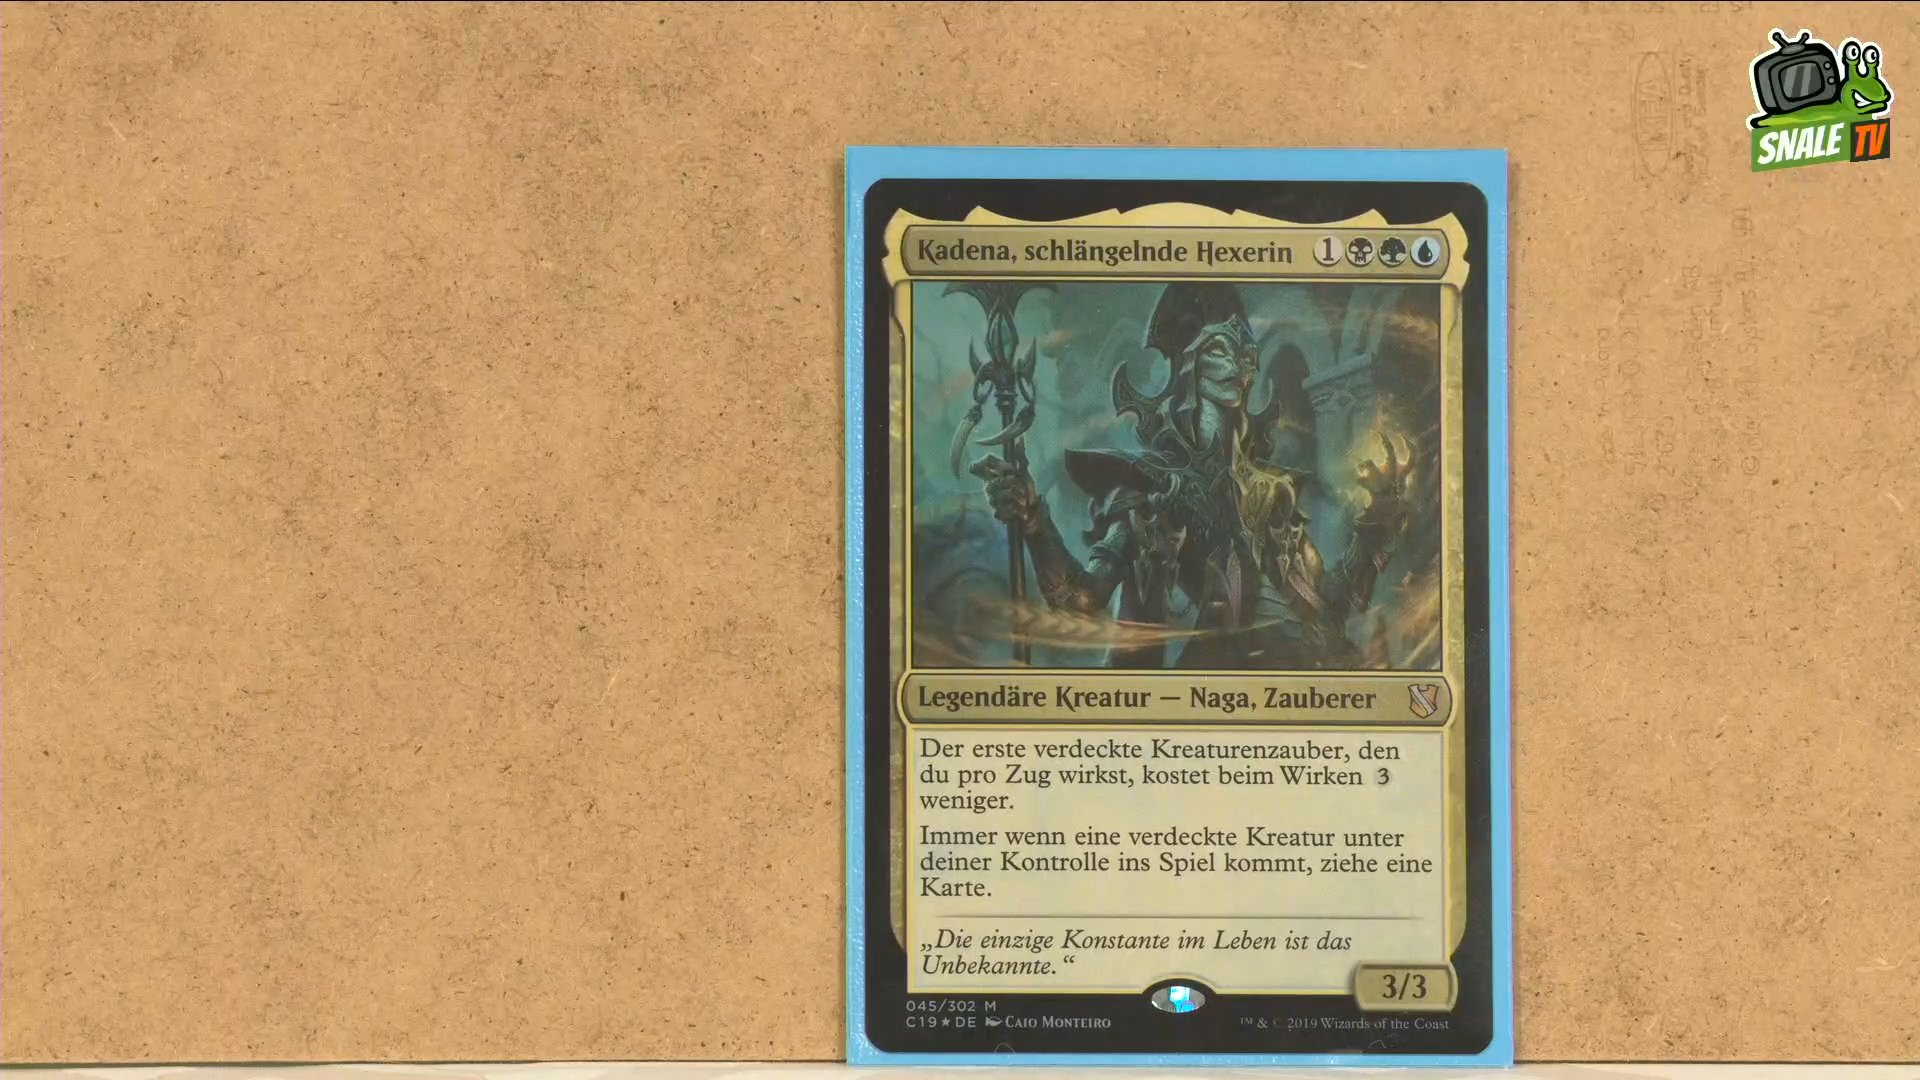 SNALE TV
Kadena, schlängelnde Hexerin 1
Legendäre Kreatur — Naga, Zauberer
Der erste verdeckte Kreaturenzauber, den
du pro Zug wirkst, kostet beim Wirken 3
weniger.
Immer wenn eine verdeckte Kreatur unter
deiner Kontrolle ins Spiel kommt, ziehe eine
Karte.
„Die einzige Konstante im Leben ist das
Unbekannte.“
3/3
045/302 M
C19★DE CAIO MONTEIRO
™ & © 2019 Wizards of the Coast